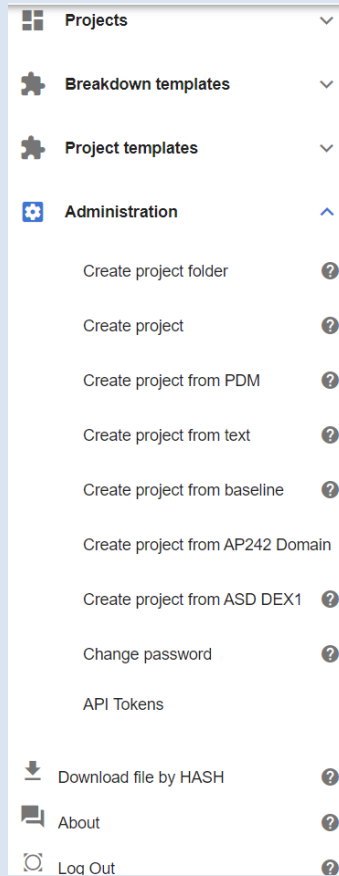 Projects
Breakdown templates
Project templates
Administration
Create project folder
Create project
Create project from PDM
Create project from text
Create project from baseline
Create project from AP242 Domain
Create project from ASD DEX1
Change password
API Tokens
Download file by HASH
About
Log Out